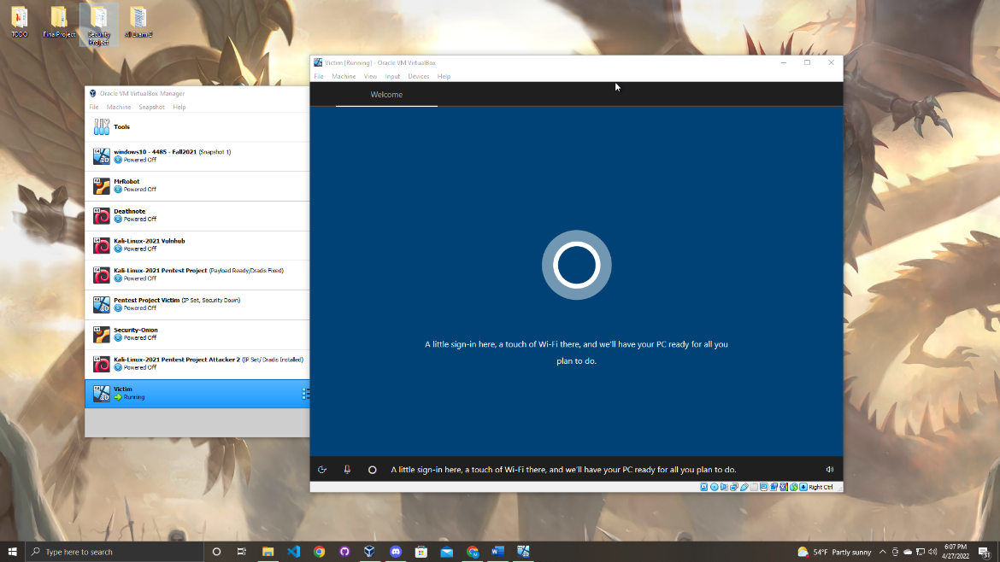 TODO
Fina Project
Security
Project
Victim [Running] - Oracle VM VirtualBox
File Machine View Input Devices Help
Welcome
Oracle VM VirtualBox Manager
File Machine Snapshot Help
Tools
windows10 - 4485 - Fall2021 (Snapshot 1)
Powered Off
MrRobot
Powered Off
Deathnote
Powered Off
Kali-Linux-2021 Vulnhub
Powered Off
Kali-Linux-2021 Pentest Project (Payload Ready/Dradis Fixed)
Powered Off
Pentest Project Victim (IP Set, Security Down)
Powered Off
Security-Onion
Powered Off
Kali-Linux-2021 Pentest Project Attacker 2 (IP Set/ Dradis Installed)
Powered Off
Victim
Running
A little sign-in here, a touch of Wi-Fi there, and we'll have your PC ready for all you
plan to do.
A little sign-in here, a touch of Wi-Fi there, and we'll have your PC ready for all you plan to do.
Right Ctrl
Type here to search
54°F Partly sunny
6:07 PM
4/27/2022
31